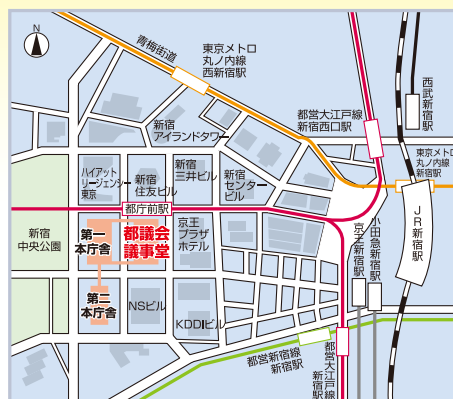 N
青梅街道
東京メトロ
丸ノ内線
西新宿駅
都営大江戸線
新宿西口駅
西武新宿駅
新宿
アイランドタワー
東京メトロ
丸ノ内線
新宿駅
ハイアット
リージェンシー
東京
新宿
住友ビル
新宿
三井ビル
新宿
センター
ビル
都庁前駅
新宿
中央公園
第一
本庁舎
都議会
議事堂
京王
プラザ
ホテル
京王新宿駅
小田急新宿駅
JR新宿駅
第二
本庁舎
NSビル
KDDIビル
都営新宿線
新宿駅
都営大江戸線
新宿駅